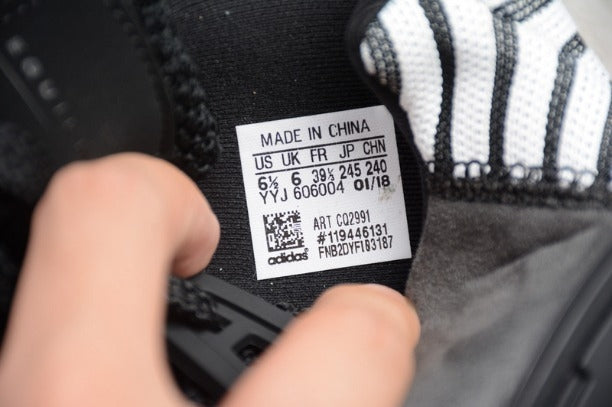 MADE IN CHINA
US UK FR JP CHN
6½ 6 39⅓ 245 240
YYJ 606004 01/18
ART CQ2991
#119446131
adidas FNB2DYF183187